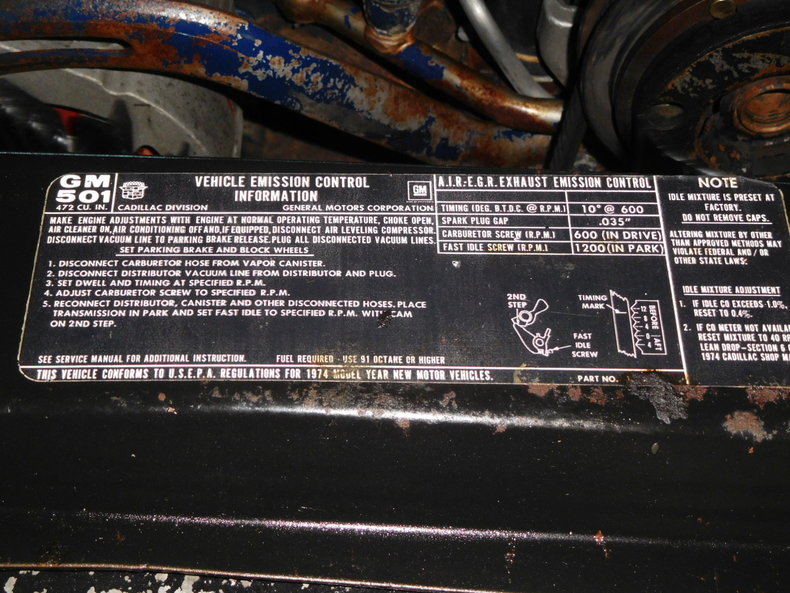 GM
501
472 CU. IN.
CADILLAC DIVISION
VEHICLE EMISSION CONTROL
INFORMATION
GM
GENERAL MOTORS CORPORATION
MAKE ENGINE ADJUSTMENTS WITH ENGINE AT NORMAL OPERATING TEMPERATURE, CHOKE OPEN,
AIR CLEANER ON, AIR CONDITIONING OFF AND, IF EQUIPPED, DISCONNECT AIR LEVELING COMPRESSOR.
DISCONNECT VACUUM LINE TO PARKING BRAKE RELEASE. PLUG ALL DISCONNECTED VACUUM LINES.
SET PARKING BRAKE AND BLOCK WHEELS
1. DISCONNECT CARBURETOR HOSE FROM VAPOR CANISTER.
2. DISCONNECT DISTRIBUTOR VACUUM LINE FROM DISTRIBUTOR AND PLUG.
3. SET DWELL AND TIMING AT SPECIFIED R.P.M.
4. ADJUST CARBURETOR SCREW TO SPECIFIED R.P.M.
5. RECONNECT DISTRIBUTOR, CANISTER AND OTHER DISCONNECTED HOSES. PLACE
TRANSMISSION IN PARK AND SET FAST IDLE TO SPECIFIED R.P.M. WITH CAM
ON 2ND STEP.
SEE SERVICE MANUAL FOR ADDITIONAL INSTRUCTION. FUEL REQUIRED - USE 91 OCTANE OR HIGHER
THIS VEHICLE CONFORMS TO U.S.E.P.A. REGULATIONS FOR 1974 MODEL YEAR NEW MOTOR VEHICLES.
A.I.R.-E.G.R. EXHAUST EMISSION CONTROL
TIMING (DEG. B.T.D.C. @ R.P.M.) 10° @ 600
SPARK PLUG GAP .035"
CARBURETOR SCREW (R.P.M.) 600 (IN DRIVE)
FAST IDLE SCREW (R.P.M.) 1200 (IN PARK)
2ND
STEP
FAST
IDLE
SCREW
TIMING
MARK
BEFORE
AFT
12
8
4
0
PART NO.
NOTE
IDLE MIXTURE IS PRESET AT
FACTORY.
DO NOT REMOVE CAPS.
ALTERING MIXTURE BY OTHER
THAN APPROVED METHODS MAY
VIOLATE FEDERAL AND / OR
OTHER STATE LAWS:
IDLE MIXTURE ADJUSTMENT
1. IF IDLE CO EXCEEDS 1.0%,
RESET TO 0.4%.
2. IF CO METER NOT AVAILA
RESET MIXTURE TO 40 RP
LEAN DROP-SECTION 6
1974 CADILLAC SHOP MA